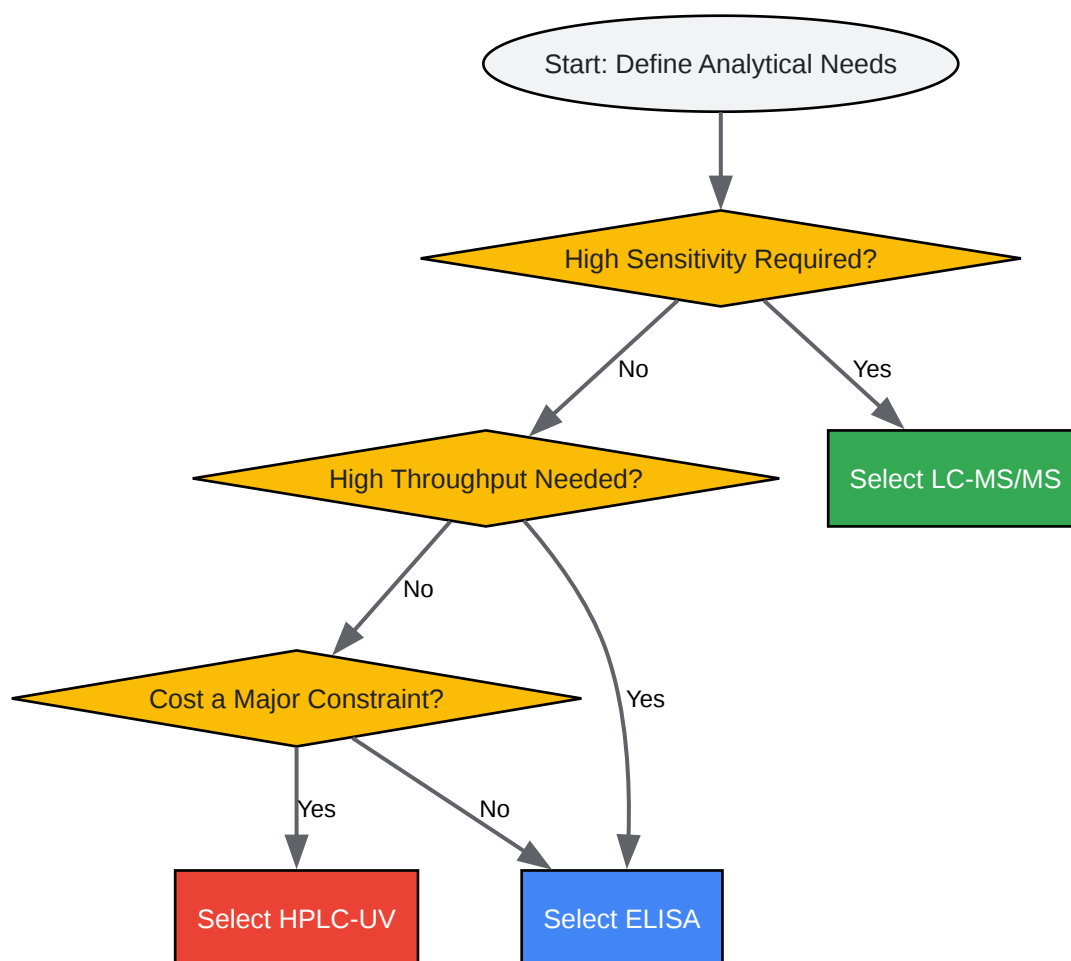 Start: Define Analytical Needs
High Sensitivity Required?
No
Yes
High Throughput Needed?
Select LC-MS/MS
No
Cost a Major Constraint?
Yes
Yes
No
Select HPLC-UV
Select ELISA